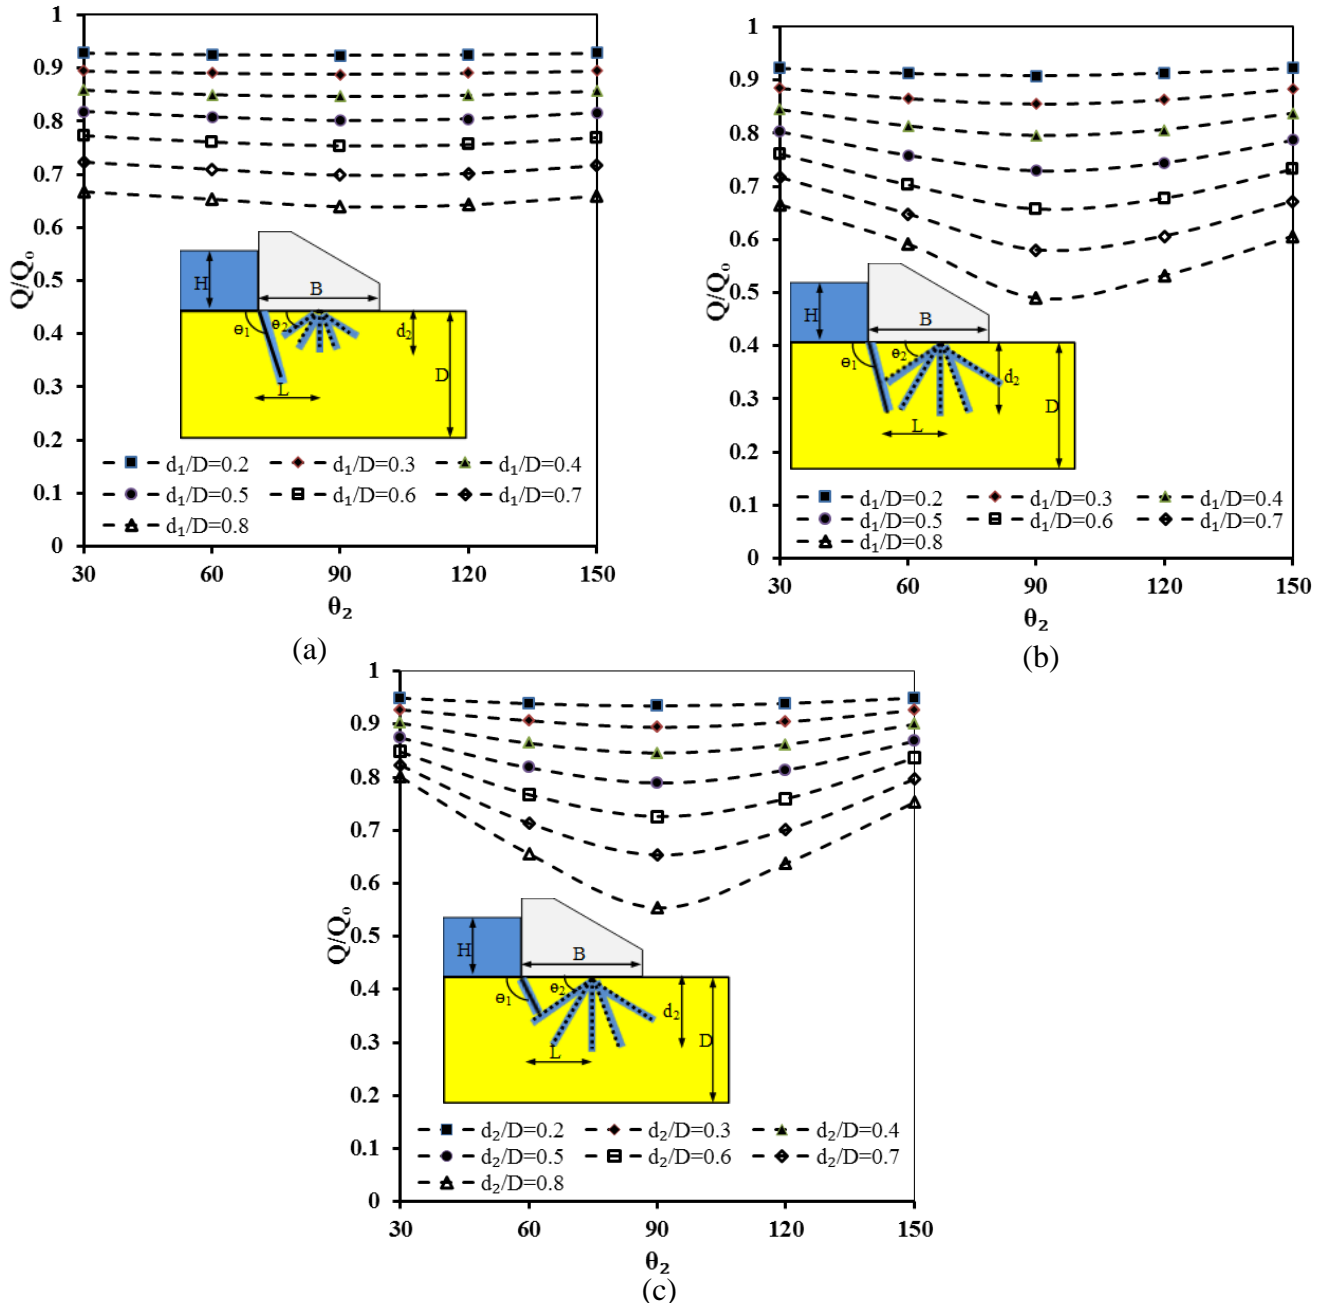 1
0.9
0.8
0.7
0.6
0.5
0.4
0.3
0.2
0.1
0
Q/Qₒ
H
B
ɵ₁
ɵ₂
d₂
D
L
d₁/D=0.2 d₁/D=0.3 d₁/D=0.4
d₁/D=0.5 d₁/D=0.6 d₁/D=0.7
d₁/D=0.8
30 60 90 120 150
θ₂
(a)
1
0.9
0.8
0.7
0.6
0.5
0.4
0.3
0.2
0.1
0
Q/Qₒ
H
B
ɵ₁
ɵ₂
d₂
D
L
d₁/D=0.2 d₁/D=0.3 d₁/D=0.4
d₁/D=0.5 d₁/D=0.6 d₁/D=0.7
d₁/D=0.8
30 60 90 120 150
θ₂
(b)
1
0.9
0.8
0.7
0.6
0.5
0.4
0.3
0.2
0.1
0
Q/Qₒ
H
B
ɵ₁
ɵ₂
d₂
D
L
d₂/D=0.2 d₂/D=0.3 d₂/D=0.4
d₂/D=0.5 d₂/D=0.6 d₂/D=0.7
d₂/D=0.8
30 60 90 120 150
θ₂
(c)